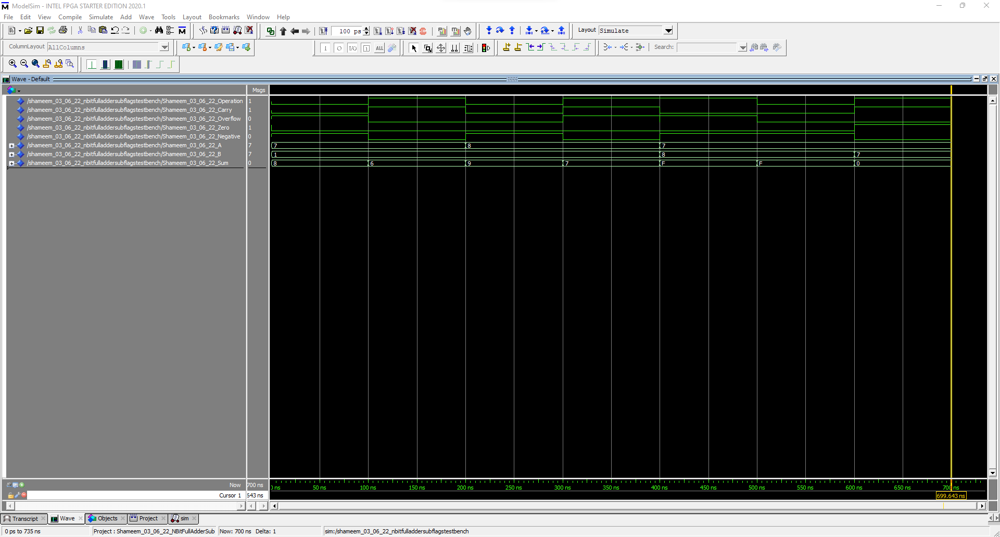 ModelSim - INTEL FPGA STARTER EDITION 2020.1
File Edit View Compile Simulate Add Wave Tools Layout Bookmarks Window Help
100 ps Layout Simulate
ColumnLayout AllColumns Search:
Wave - Default
Msgs
/shameem_03_06_22_nbitfulladdersubflagstestbench/Shameem_03_06_22_Operation 1
/shameem_03_06_22_nbitfulladdersubflagstestbench/Shameem_03_06_22_Carry 1
/shameem_03_06_22_nbitfulladdersubflagstestbench/Shameem_03_06_22_Overflow 0
/shameem_03_06_22_nbitfulladdersubflagstestbench/Shameem_03_06_22_Zero 1
/shameem_03_06_22_nbitfulladdersubflagstestbench/Shameem_03_06_22_Negative 0
/shameem_03_06_22_nbitfulladdersubflagstestbench/Shameem_03_06_22_A 7 7 8 7
/shameem_03_06_22_nbitfulladdersubflagstestbench/Shameem_03_06_22_B 7 1 8 7
/shameem_03_06_22_nbitfulladdersubflagstestbench/Shameem_03_06_22_Sum 0 8 6 9 7 F F 0
Now 700 ns ns 50 ns 100 ns 150 ns 200 ns 250 ns 300 ns 350 ns 400 ns 450 ns 500 ns 550 ns 600 ns 650 ns 700 ns
Cursor 1 643 ns 699.643 ns
Transcript Wave Objects Project sim
0 ps to 735 ns Project : Shameem_03_06_22_NBitFullAdderSub Now: 700 ns Delta: 1 sim:/shameem_03_06_22_nbitfulladdersubflagstestbench